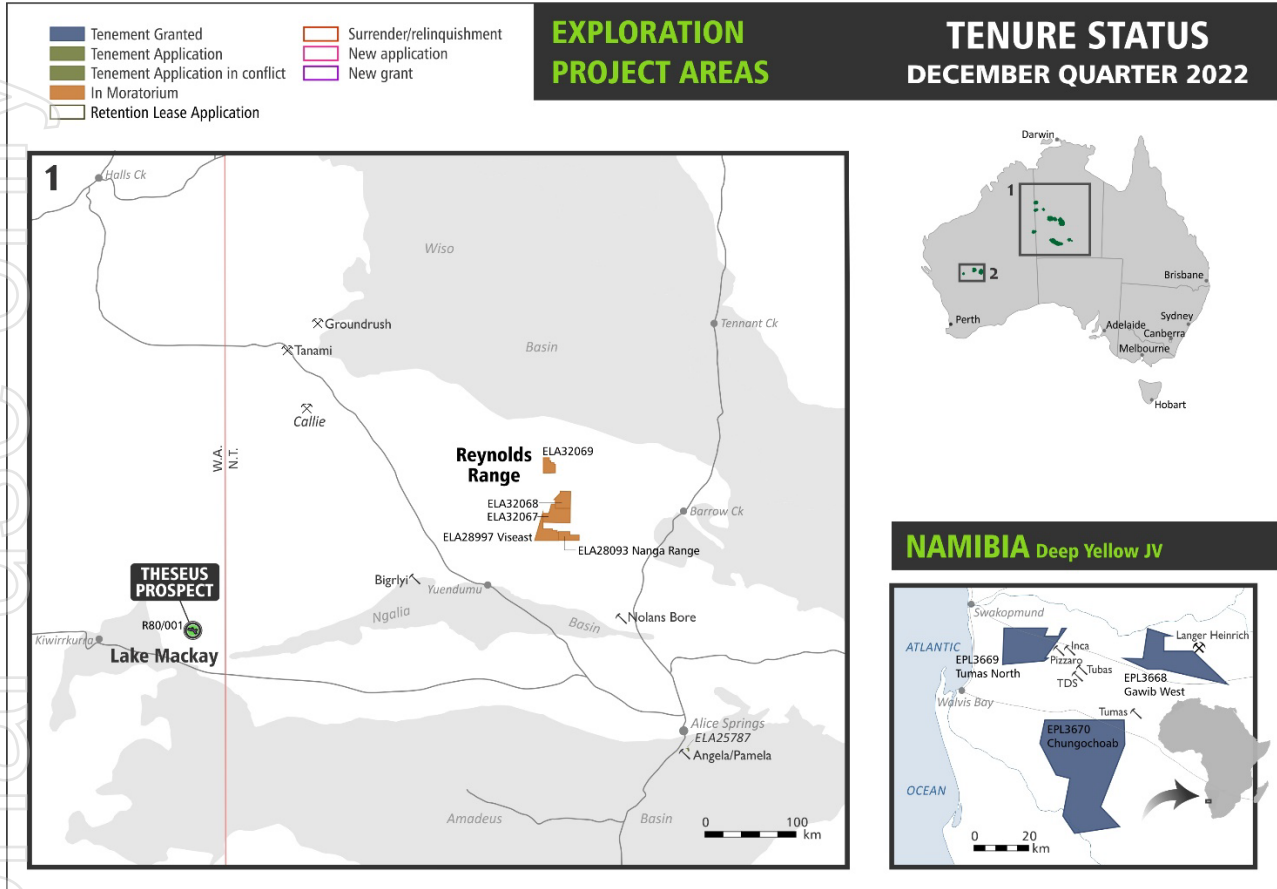 Tenement Granted
Tenement Application
Tenement Application in conflict
In Moratorium
Retention Lease Application
Surrender/relinquishment
New application
New grant
EXPLORATION
PROJECT AREAS
TENURE STATUS
DECEMBER QUARTER 2022
1
Halls Ck
Wiso
Groundrush
Tennant Ck
Tanami
Basin
Callie
W.A.
N.T.
Reynolds
Range
ELA32069
ELA32068
ELA32067
Barrow Ck
ELA28997 Viseast
ELA28093 Nanga Range
THESEUS
PROSPECT
Bigrlyi
Yuendumu
Ngalia
Basin
Nolans Bore
R80/001
Kiwirrkurra
Lake Mackay
Alice Springs
ELA25787
Angela/Pamela
Amadeus
Basin
0 100
km
Darwin
1
2
Brisbane
Perth
Sydney
Adelaide
Canberra
Melbourne
Hobart
NAMIBIA Deep Yellow JV
Swakopmund
ATLANTIC
Langer Heinrich
Inca
EPL3669
Tumas North
Pizzaro
Tubas
TDS
EPL3668
Gawib West
Walvis Bay
Tumas
EPL3670
Chungochoab
OCEAN
0 20
km